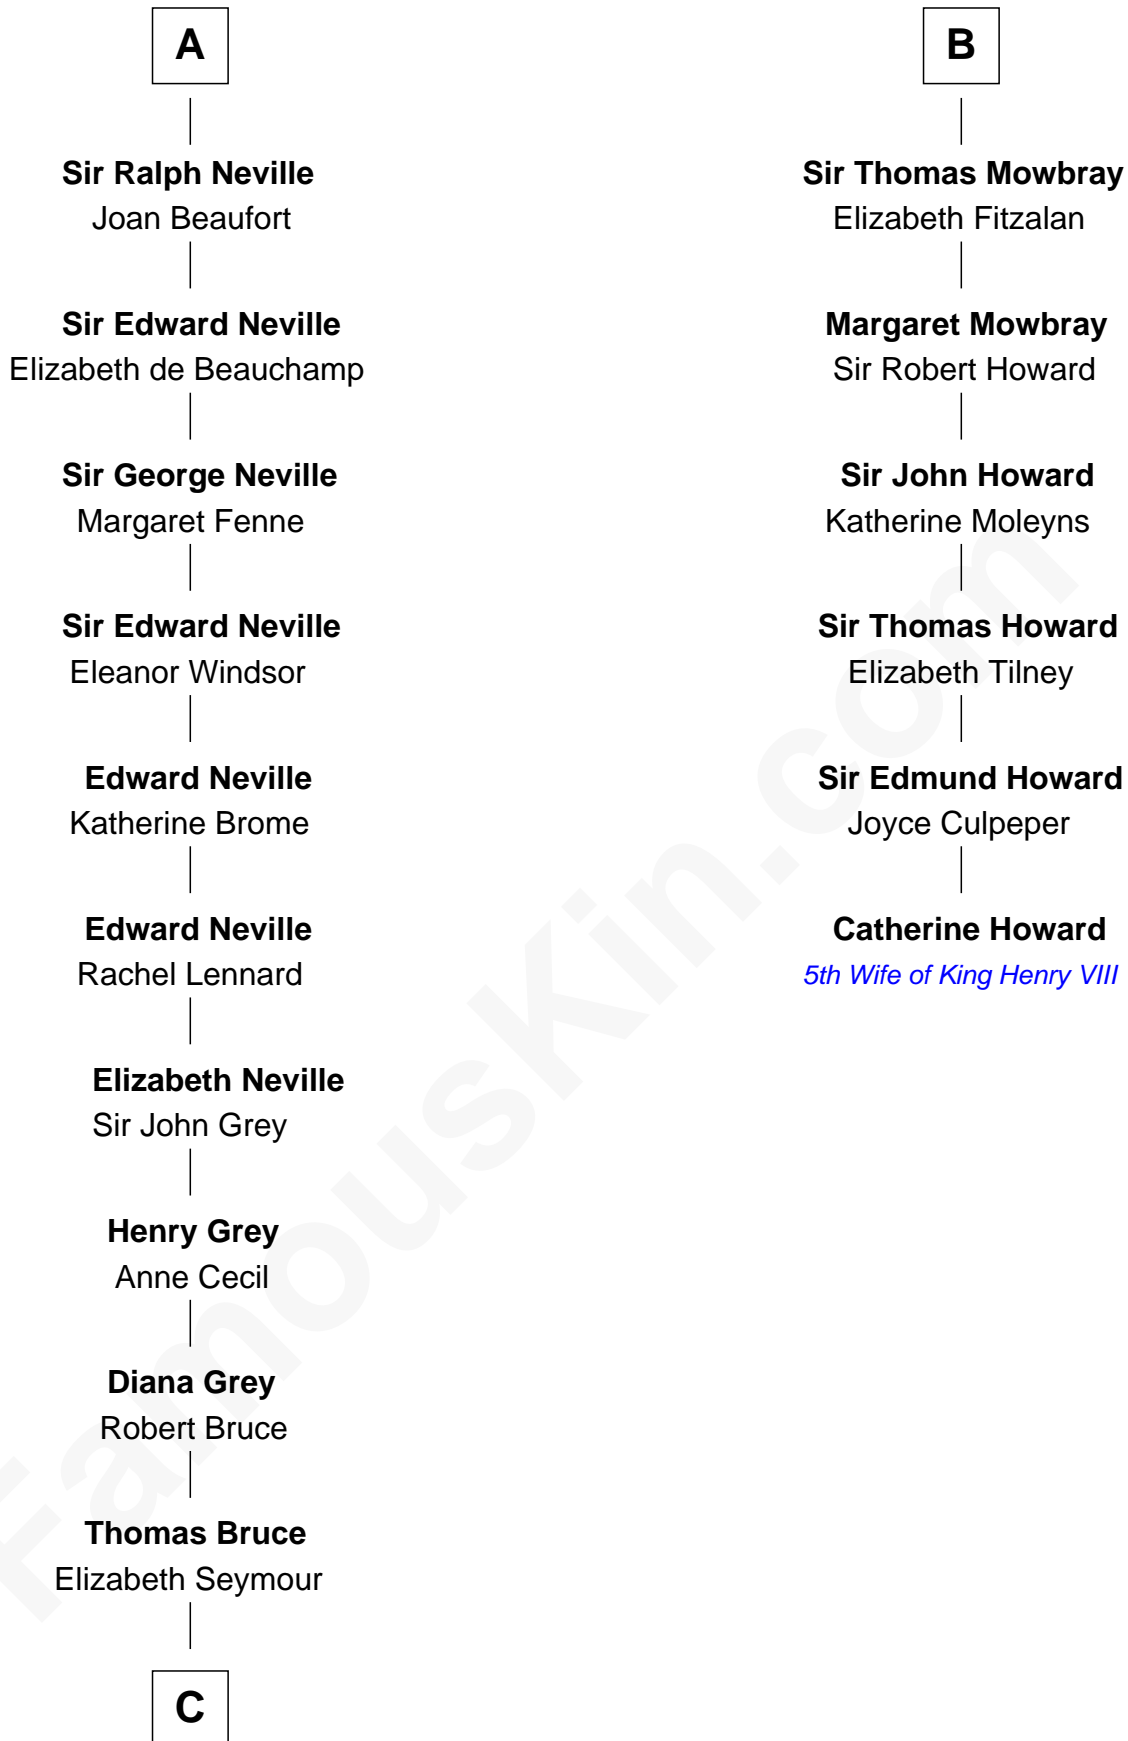 A
Sir Ralph Neville
Joan Beaufort
Sir Edward Neville
Elizabeth de Beauchamp
Sir George Neville
Margaret Fenne
Sir Edward Neville
Eleanor Windsor
Edward Neville
Katherine Brome
Edward Neville
Rachel Lennard
Elizabeth Neville
Sir John Grey
Henry Grey
Anne Cecil
Diana Grey
Robert Bruce
Thomas Bruce
Elizabeth Seymour
C
B
Sir Thomas Mowbray
Elizabeth Fitzalan
Margaret Mowbray
Sir Robert Howard
Sir John Howard
Katherine Moleyns
Sir Thomas Howard
Elizabeth Tilney
Sir Edmund Howard
Joyce Culpeper
Catherine Howard
5th Wife of King Henry VIII
FamousKin.com